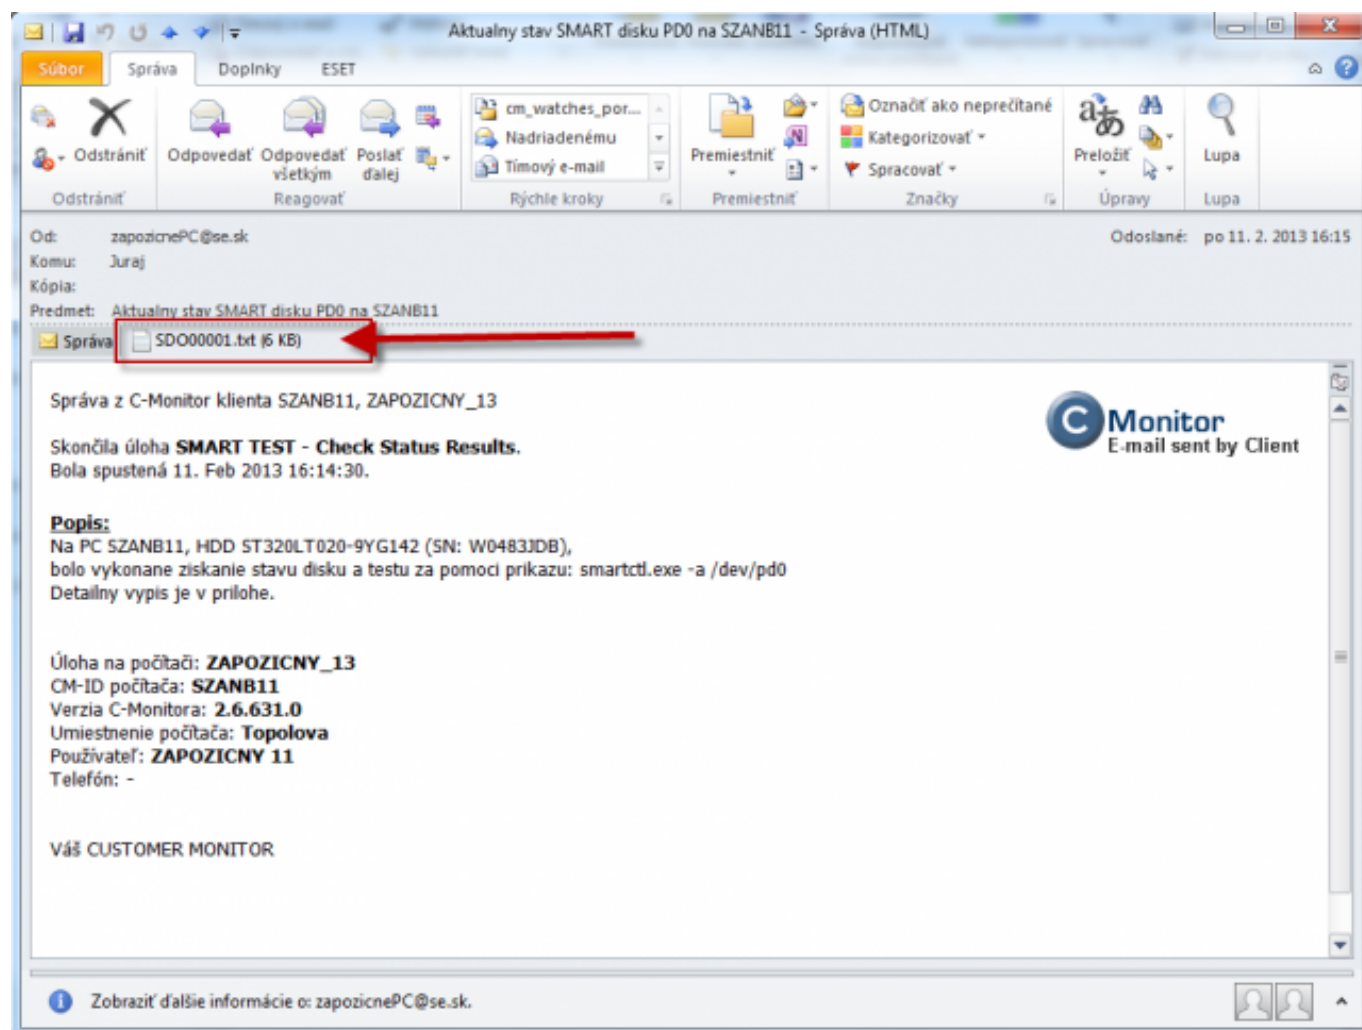 Aktualny stav SMART disku PD0 na SZANB11 - Správa (HTML)
Súbor Správa Doplnky ESET
Odstrániť
Odpovedať
Odpovedať všetkým
Poslať ďalej
cm_watches_por...
Nadriadenému
Tímový e-mail
Premiestniť
Označiť ako neprečítané
Kategorizovať
Spracovať
Preložiť
Lupa
Odstrániť Reagovať Rýchle kroky Premiestniť Značky Úpravy Lupa
Od: zapozicnePC@se.sk Odoslané: po 11. 2. 2013 16:15
Komu: Juraj
Kópia:
Predmet: Aktualny stav SMART disku PD0 na SZANB11
Správa SDO00001.txt (6 KB)
Správa z C-Monitor klienta SZANB11, ZAPOZICNY_13
C Monitor
E-mail sent by Client
Skončila úloha SMART TEST - Check Status Results.
Bola spustená 11. Feb 2013 16:14:30.
Popis:
Na PC SZANB11, HDD ST320LT020-9YG142 (SN: W0483JDB),
bolo vykonane ziskanie stavu disku a testu za pomoci prikazu: smartctl.exe -a /dev/pd0
Detailny vypis je v prilohe.
Úloha na počítači: ZAPOZICNY_13
CM-ID počítača: SZANB11
Verzia C-Monitora: 2.6.631.0
Umiestnenie počítača: Topolova
Používateľ: ZAPOZICNY 11
Telefón: -
Váš CUSTOMER MONITOR
Zobraziť ďalšie informácie o: zapozicnePC@se.sk.